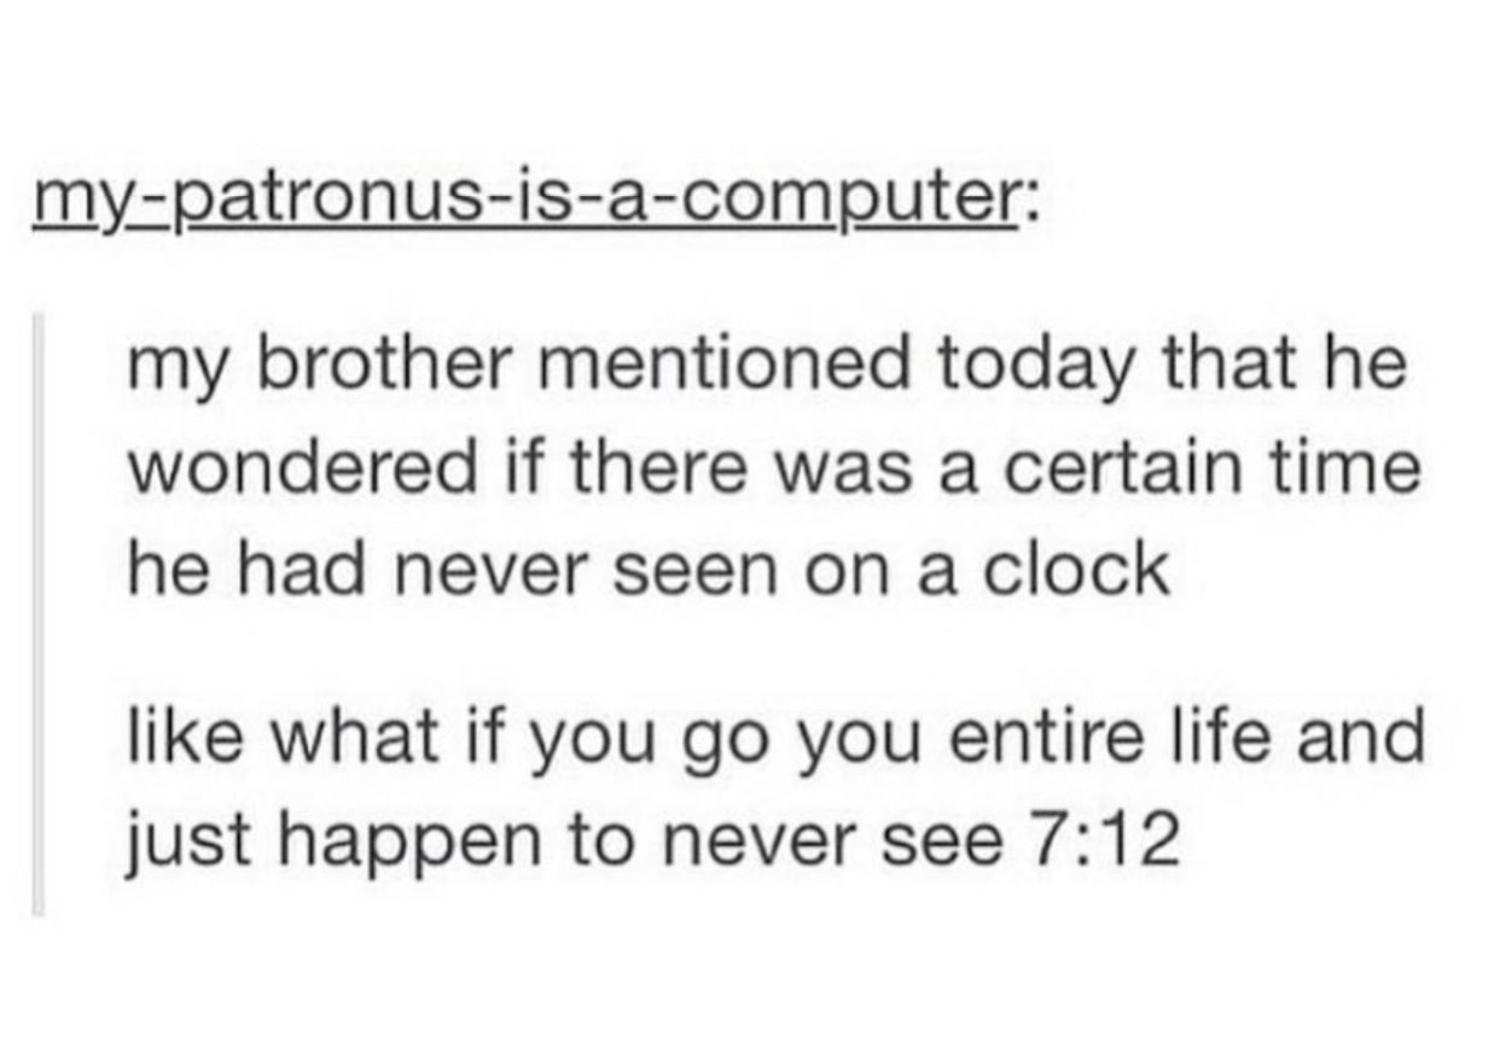 my-patronus-is-a-computer:
my brother mentioned today that he
wondered if there was a certain time
he had never seen on a clock
like what if you go you entire life and
just happen to never see 7:12